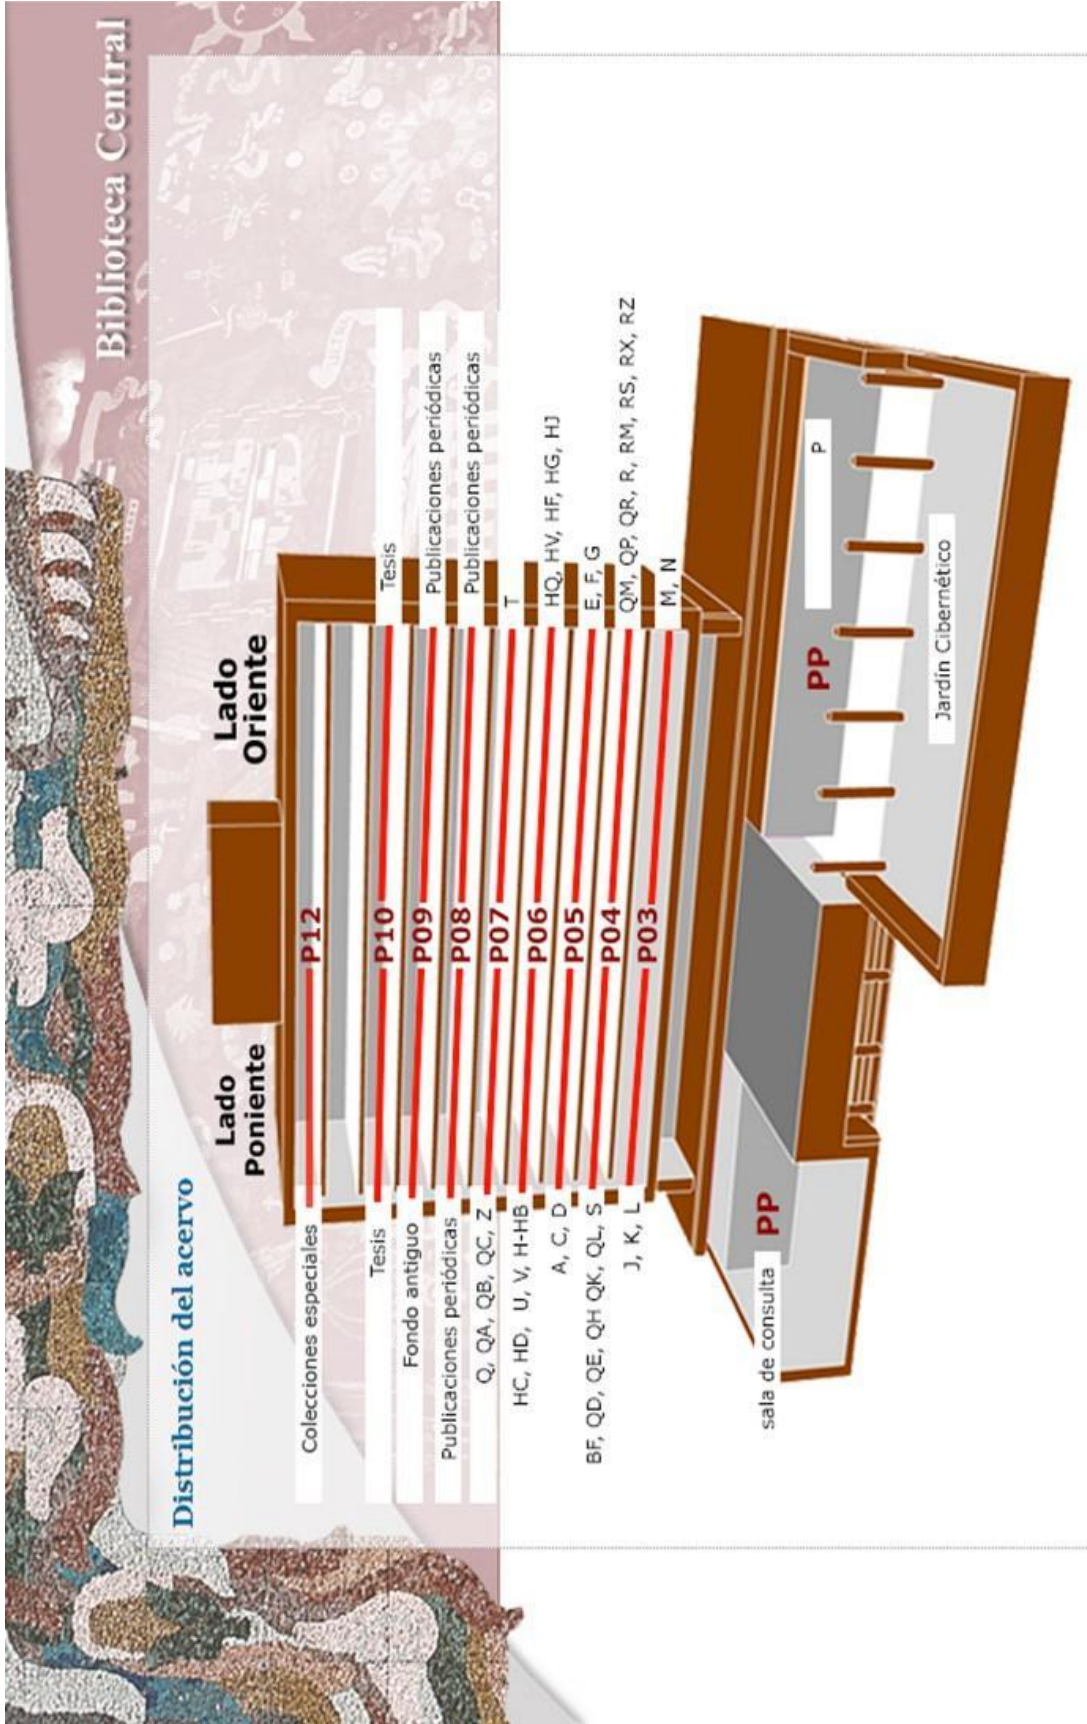 Biblioteca Central
Distribución del acervo
Lado
Poniente
Lado
Oriente
Colecciones especiales
P12
Tesis
P10
Tesis
Fondo antiguo
P09
Publicaciones periódicas
Publicaciones periódicas
P08
Publicaciones periódicas
Q, QA, QB, QC, Z
P07
T
HC, HD, U, V, H-HB
P06
HQ, HV, HF, HG, HJ
A, C, D
P05
E, F, G
BF, QD, QE, QH QK, QL, S
P04
QM, QP, QR, R, RM, RS, RX, RZ
J, K, L
P03
M, N
sala de consulta
PP
PP
P
Jardín Cibernético